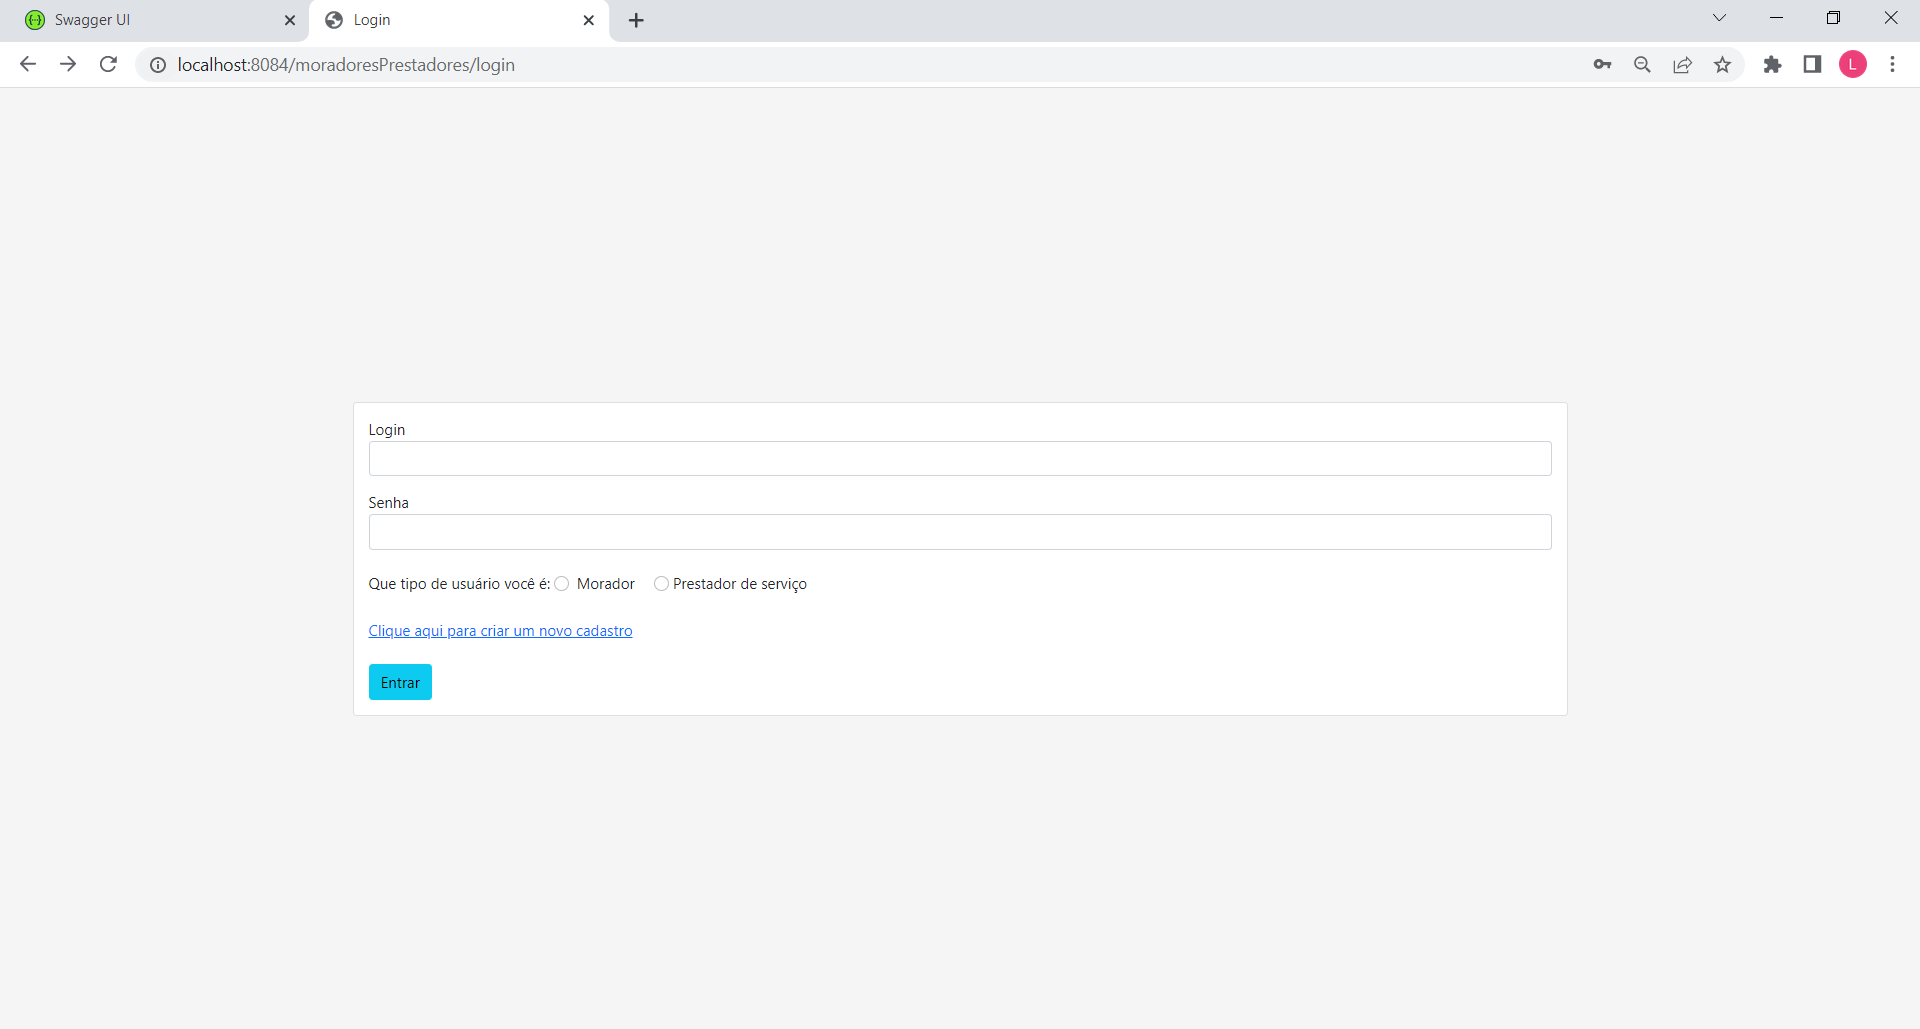 Swagger UI
Login
localhost:8084/moradoresPrestadores/login
L
Login
Senha
Que tipo de usuário você é: Morador Prestador de serviço
Clique aqui para criar um novo cadastro
Entrar